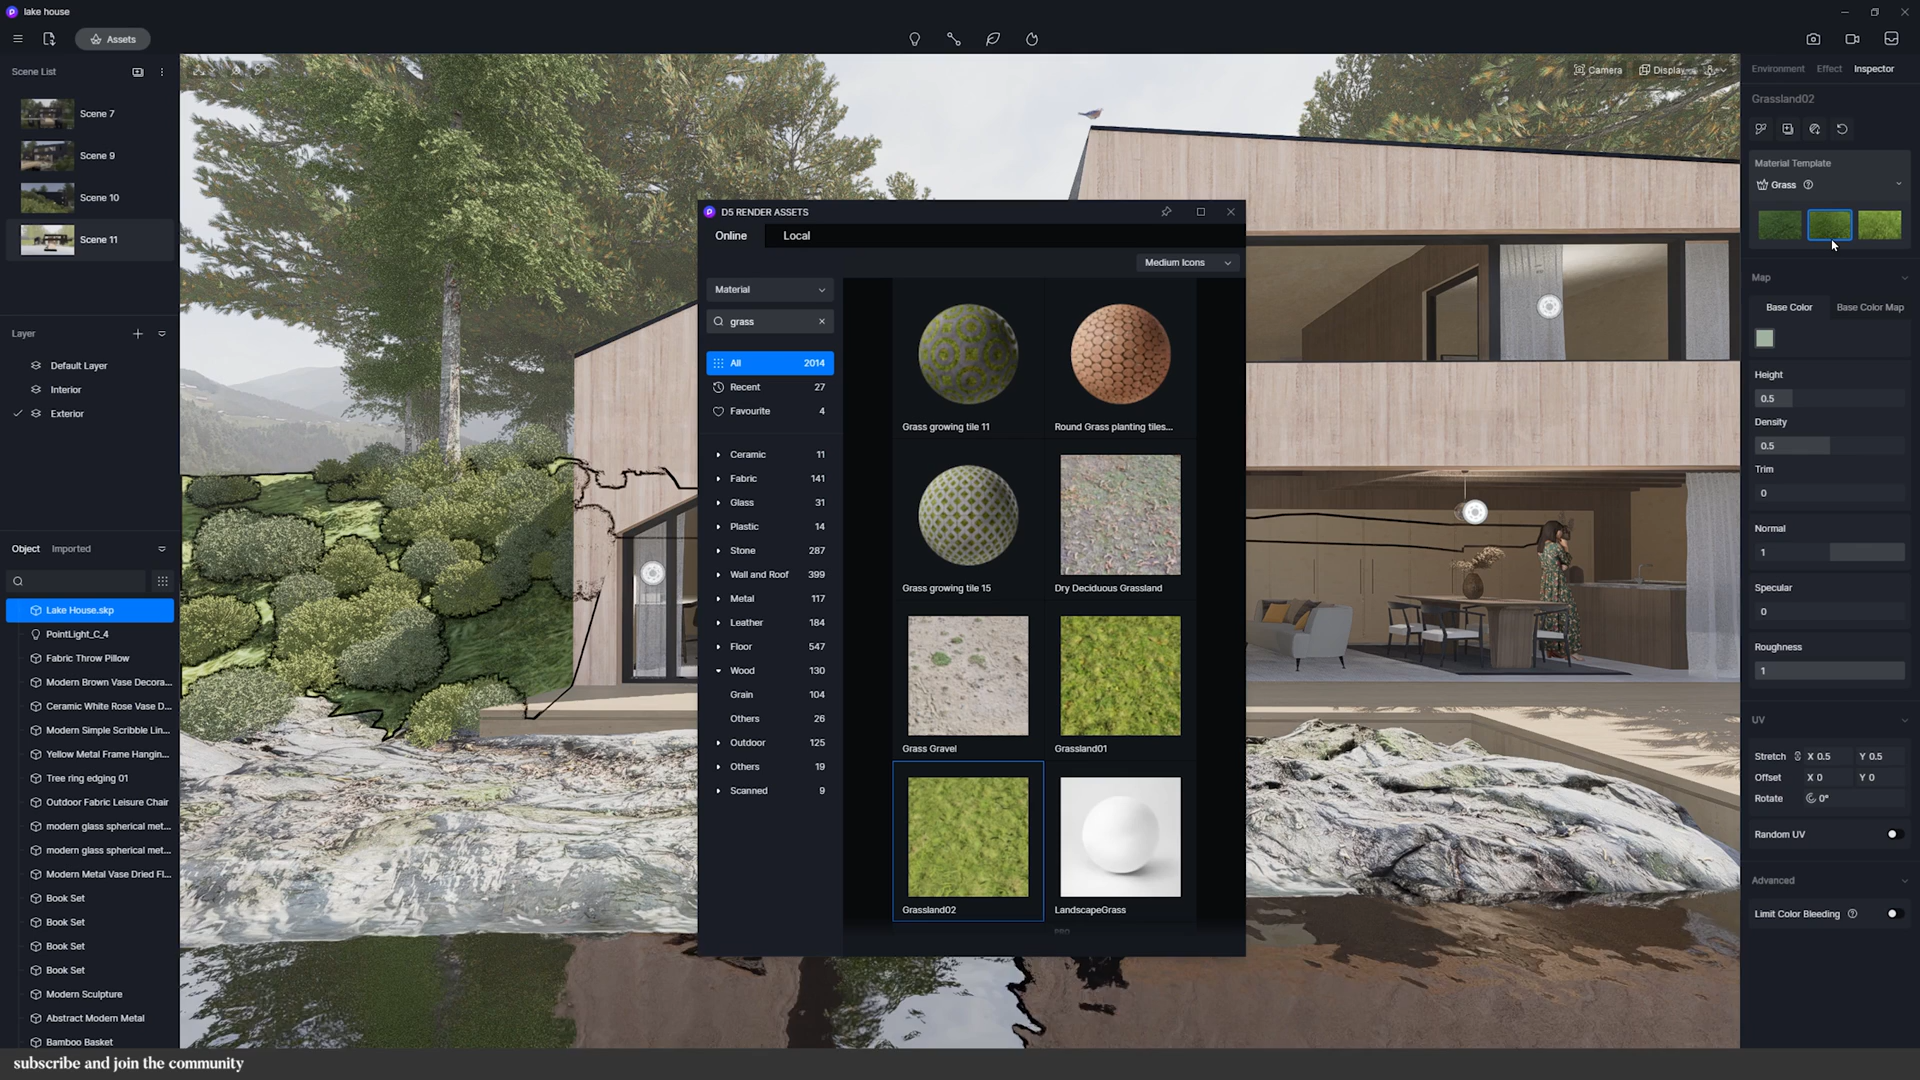 lake house
Assets
Scene List
Scene 7
Scene 9
Scene 10
Scene 11
Layer
Default Layer
Interior
Exterior
Object
Imported
Lake House.skp
PointLight_C_4
Fabric Throw Pillow
Modern Brown Vase Decora...
Ceramic White Rose Vase D...
Modern Simple Scribble Lin...
Yellow Metal Frame Hangin...
Tree ring edging 01
Outdoor Fabric Leisure Chair
modern glass spherical met...
modern glass spherical met...
Modern Metal Vase Dried Fl...
Book Set
Book Set
Book Set
Book Set
Modern Sculpture
Abstract Modern Metal
Bamboo Basket
Camera
Display
D5 RENDER ASSETS
Online
Local
Medium Icons
Material
grass
All 2014
Recent 27
Favourite 4
Ceramic 11
Fabric 141
Glass 31
Plastic 14
Stone 287
Wall and Roof 399
Metal 117
Leather 184
Floor 547
Wood 130
Grain 104
Others 26
Outdoor 125
Others 19
Scanned 9
Grass growing tile 11
Round Grass planting tiles...
Grass growing tile 15
Dry Deciduous Grassland
Grass Gravel
Grassland01
Grassland02
LandscapeGrass
PRO
Environment
Effect
Inspector
Grassland02
Material Template
Grass
Map
Base Color
Base Color Map
Height
0.5
Density
0.5
Trim
0
Normal
1
Specular
0
Roughness
1
UV
Stretch X 0.5 Y 0.5
Offset X 0 Y 0
Rotate 0°
Random UV
Advanced
Limit Color Bleeding
subscribe and join the community